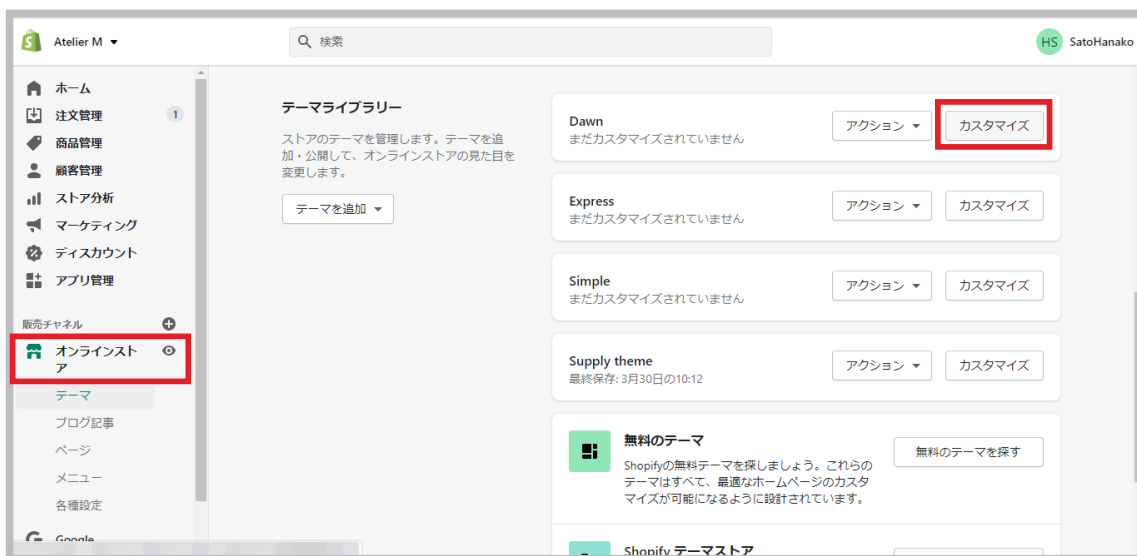 Atelier M
検索
HS
SatoHanako
ホーム
注文管理
1
商品管理
顧客管理
ストア分析
マーケティング
ディスカウント
アプリ管理
販売チャネル
オンラインスト
ア
テーマ
ブログ記事
ページ
メニュー
各種設定
Google
テーマライブラリー
ストアのテーマを管理します。テーマを追
加・公開して、オンラインストアの見た目を
変更します。
テーマを追加
Dawn
まだカスタマイズされていません
アクション
カスタマイズ
Express
まだカスタマイズされていません
アクション
カスタマイズ
Simple
まだカスタマイズされていません
アクション
カスタマイズ
Supply theme
最終保存: 3月30日の10:12
アクション
カスタマイズ
無料のテーマ
Shopifyの無料テーマを探しましょう。これらの
テーマはすべて、最適なホームページのカスタ
マイズが可能になるように設計されています。
無料のテーマを探す
Shopify テーマストア